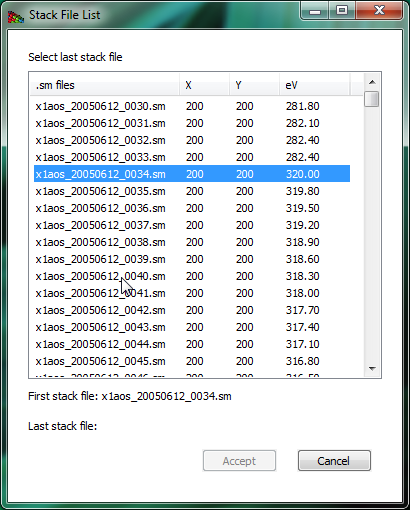 Stack File List
Select last stack file
.sm files X Y eV
x1aos_20050612_0030.sm 200 200 281.80
x1aos_20050612_0031.sm 200 200 282.10
x1aos_20050612_0032.sm 200 200 282.40
x1aos_20050612_0033.sm 200 200 282.40
x1aos_20050612_0034.sm 200 200 320.00
x1aos_20050612_0035.sm 200 200 319.80
x1aos_20050612_0036.sm 200 200 319.50
x1aos_20050612_0037.sm 200 200 319.20
x1aos_20050612_0038.sm 200 200 318.90
x1aos_20050612_0039.sm 200 200 318.60
x1aos_20050612_0040.sm 200 200 318.30
x1aos_20050612_0041.sm 200 200 318.00
x1aos_20050612_0042.sm 200 200 317.70
x1aos_20050612_0043.sm 200 200 317.40
x1aos_20050612_0044.sm 200 200 317.10
x1aos_20050612_0045.sm 200 200 316.80
x1aos_20050612_0046.sm 200 200 316.50
First stack file: x1aos_20050612_0034.sm
Last stack file:
Accept Cancel